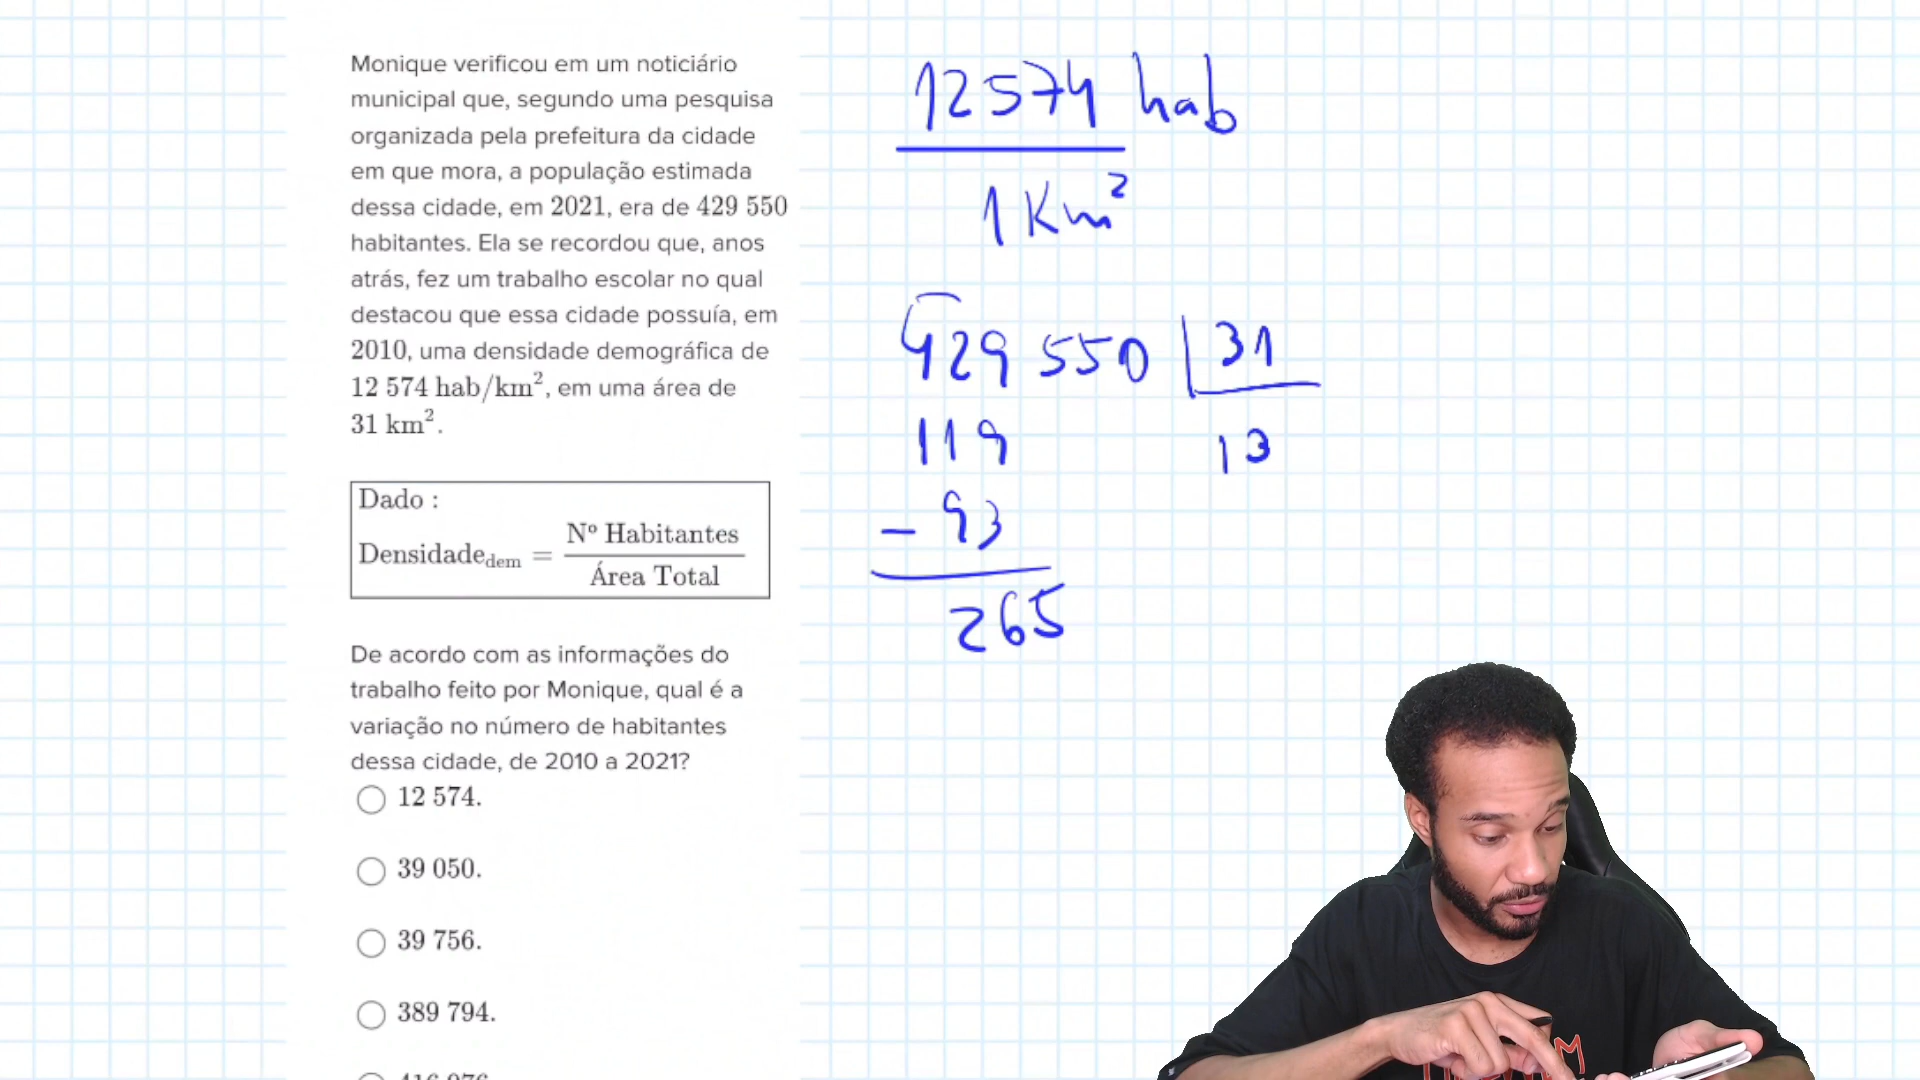 Monique verificou em um noticiário
municipal que, segundo uma pesquisa
organizada pela prefeitura da cidade
em que mora, a população estimada
dessa cidade, em 2021, era de 429 550
habitantes. Ela se recordou que, anos
atrás, fez um trabalho escolar no qual
destacou que essa cidade possuía, em
2010, uma densidade demográfica de
12 574 hab/km², em uma área de
31 km².
Dado :
Densidade_dem = Nº Habitantes / Área Total
De acordo com as informações do
trabalho feito por Monique, qual é a
variação no número de habitantes
dessa cidade, de 2010 a 2021?
12 574.
39 050.
39 756.
389 794.
12574 hab
1 Km²
429 550 31
119 13
- 93
265